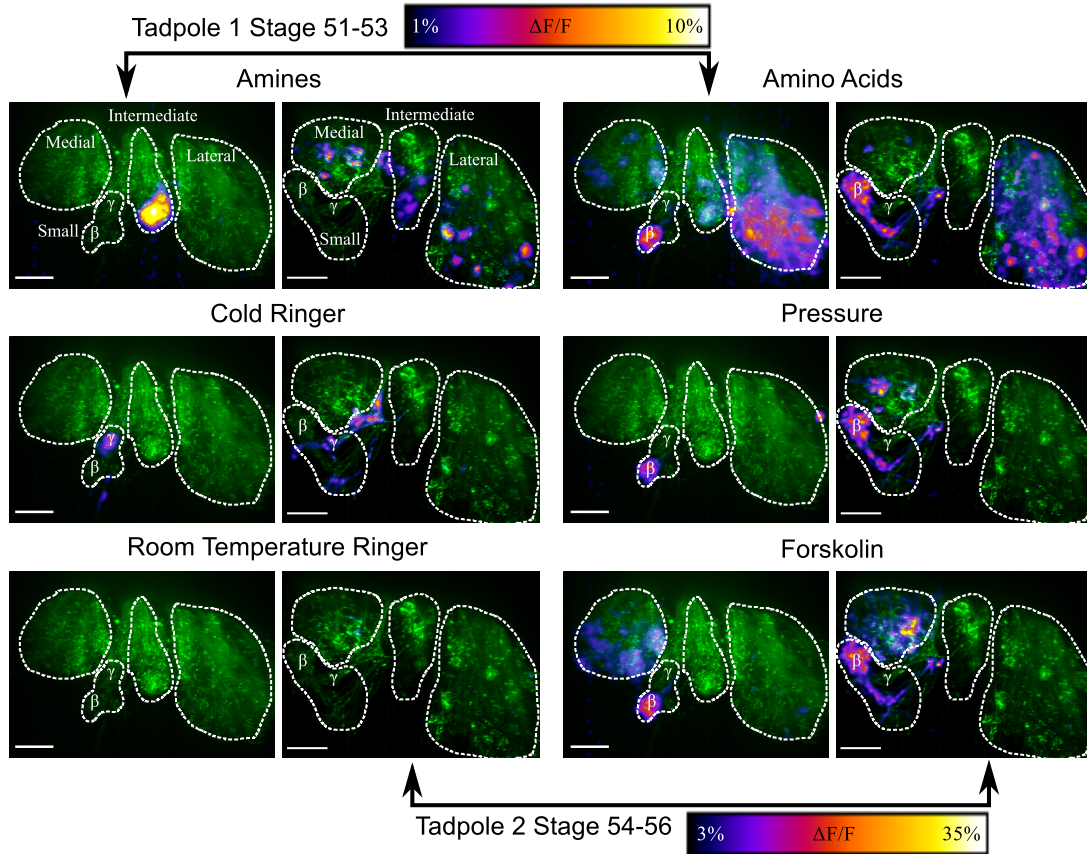 Tadpole 1 Stage 51-53
1% ΔF/F 10%
Amines
Amino Acids
Intermediate
Medial
Lateral
γ
Small
β
Intermediate
Medial
Lateral
β
γ
Small
γ
β
β
γ
Cold Ringer
Pressure
γ
β
β
γ
γ
β
β
γ
Room Temperature Ringer
Forskolin
γ
β
β
γ
γ
β
β
γ
Tadpole 2 Stage 54-56
3% ΔF/F 35%